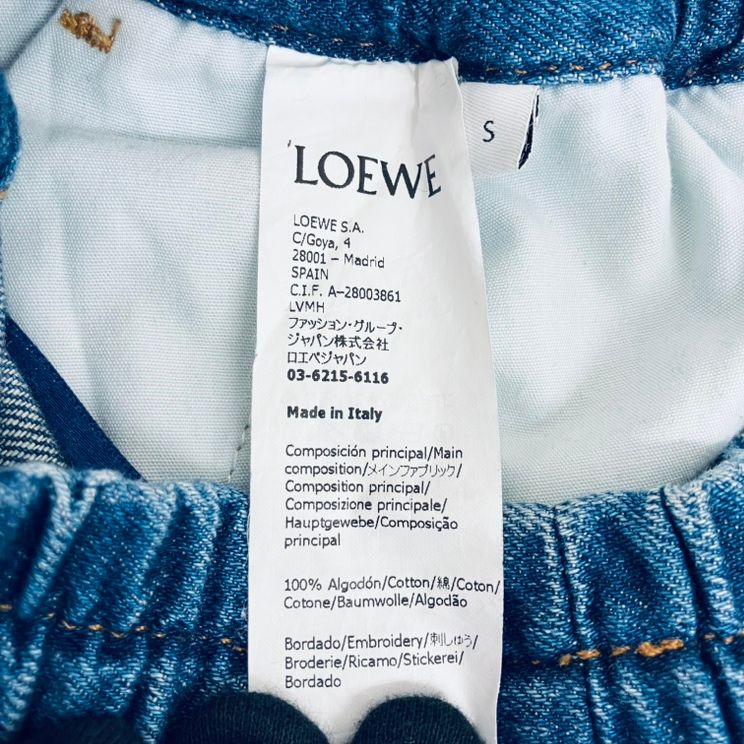 LOEWE
S
LOEWE S.A.
C/Goya, 4
28001 – Madrid
SPAIN
C.I.F. A–28003861
LVMH
ファッション・グループ・
ジャパン株式会社
ロエベジャパン
03-6215-6116
Made in Italy
Composición principal/Main
composition/メインファブリック/
Composition principal/
Composizione principale/
Hauptgewebe/Composição
principal
100% Algodón/Cotton/綿/Coton/
Cotone/Baumwolle/Algodão
Bordado/Embroidery/刺しゅう/
Broderie/Ricamo/Stickerei/
Bordado